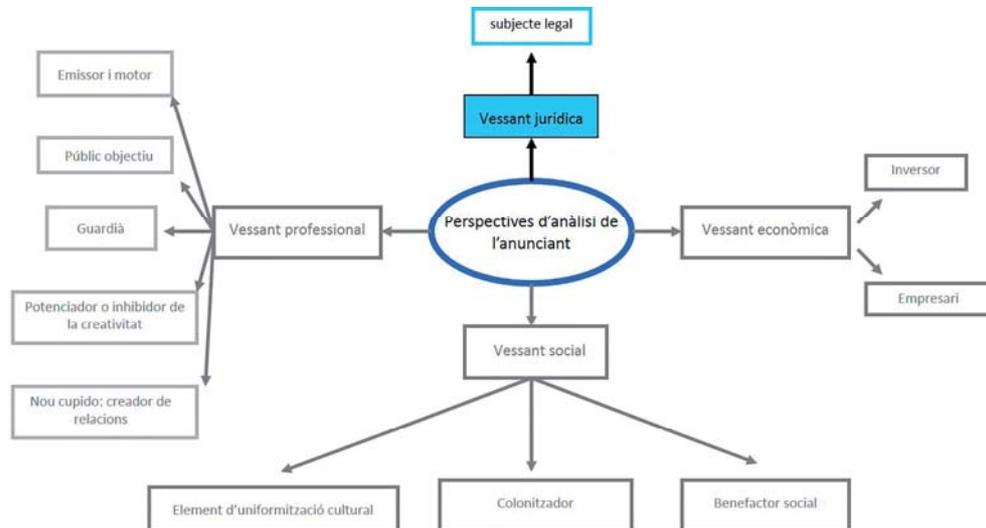 subjecte legal
Emissor i motor
Vessant jurídica
Públic objectiu
Inversor
Guardià
Vessant professional
Perspectives d'anàlisi de
l'anunciant
Vessant econòmica
Potenciador o inhibidor de
la creativitat
Empresari
Vessant social
Nou cupido: creador de
relacions
Element d'uniformització cultural
Colonitzador
Benefactor social